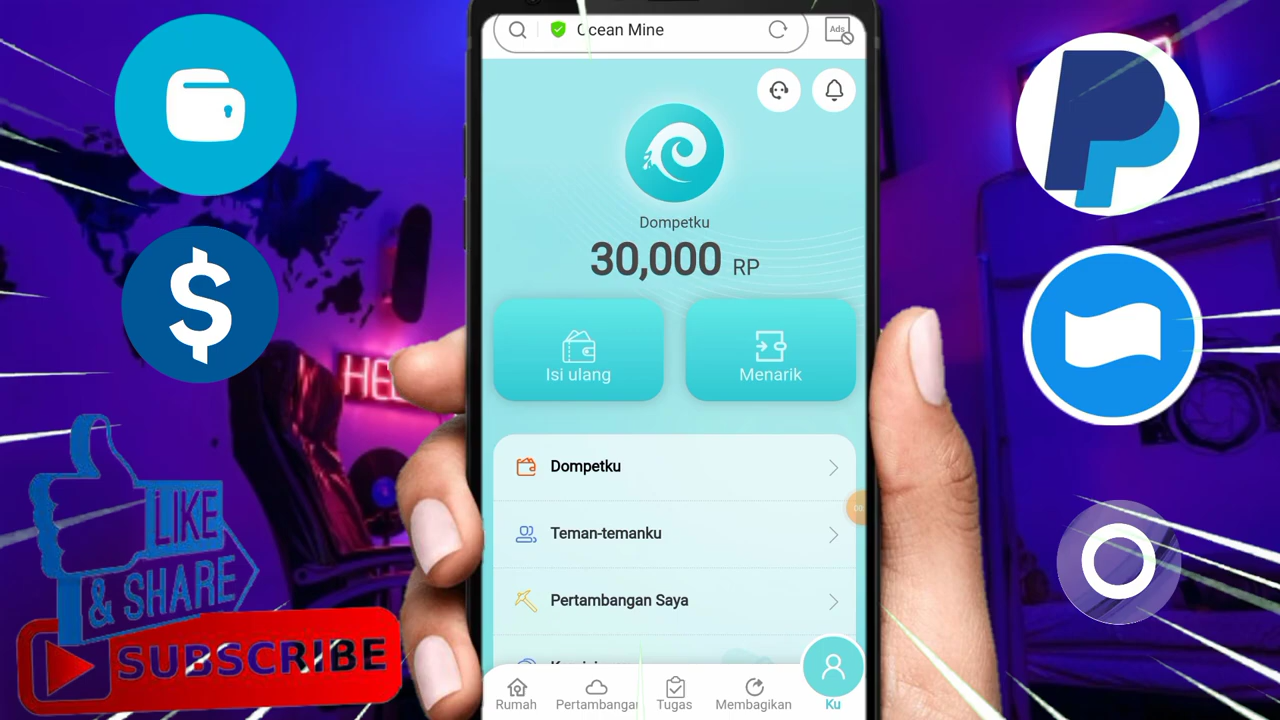 Ocean Mine
Ads
Dompetku
30,000 RP
Isi ulang
Menarik
Dompetku
Teman-temanku
Pertambangan Saya
Rumah
Pertambangan
Tugas
Membagikan
Ku
LIKE
& SHARE
SUBSCRIBE